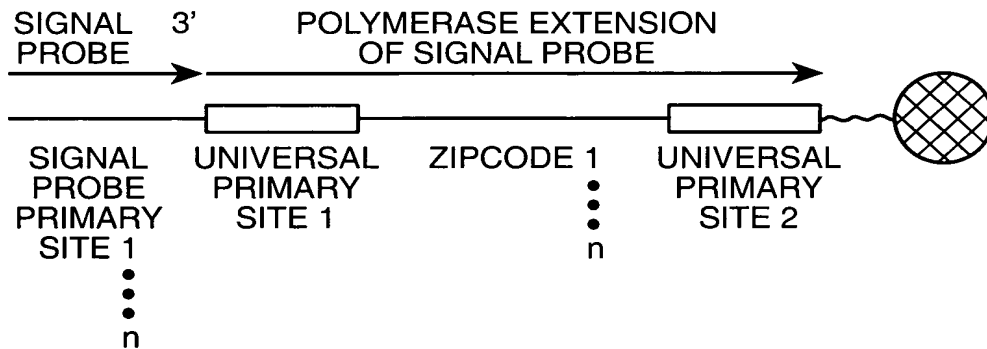 SIGNAL PROBE
3'
POLYMERASE EXTENSION
OF SIGNAL PROBE
SIGNAL
PROBE
PRIMARY
SITE 1
n
UNIVERSAL
PRIMARY
SITE 1
ZIPCODE 1
n
UNIVERSAL
PRIMARY
SITE 2